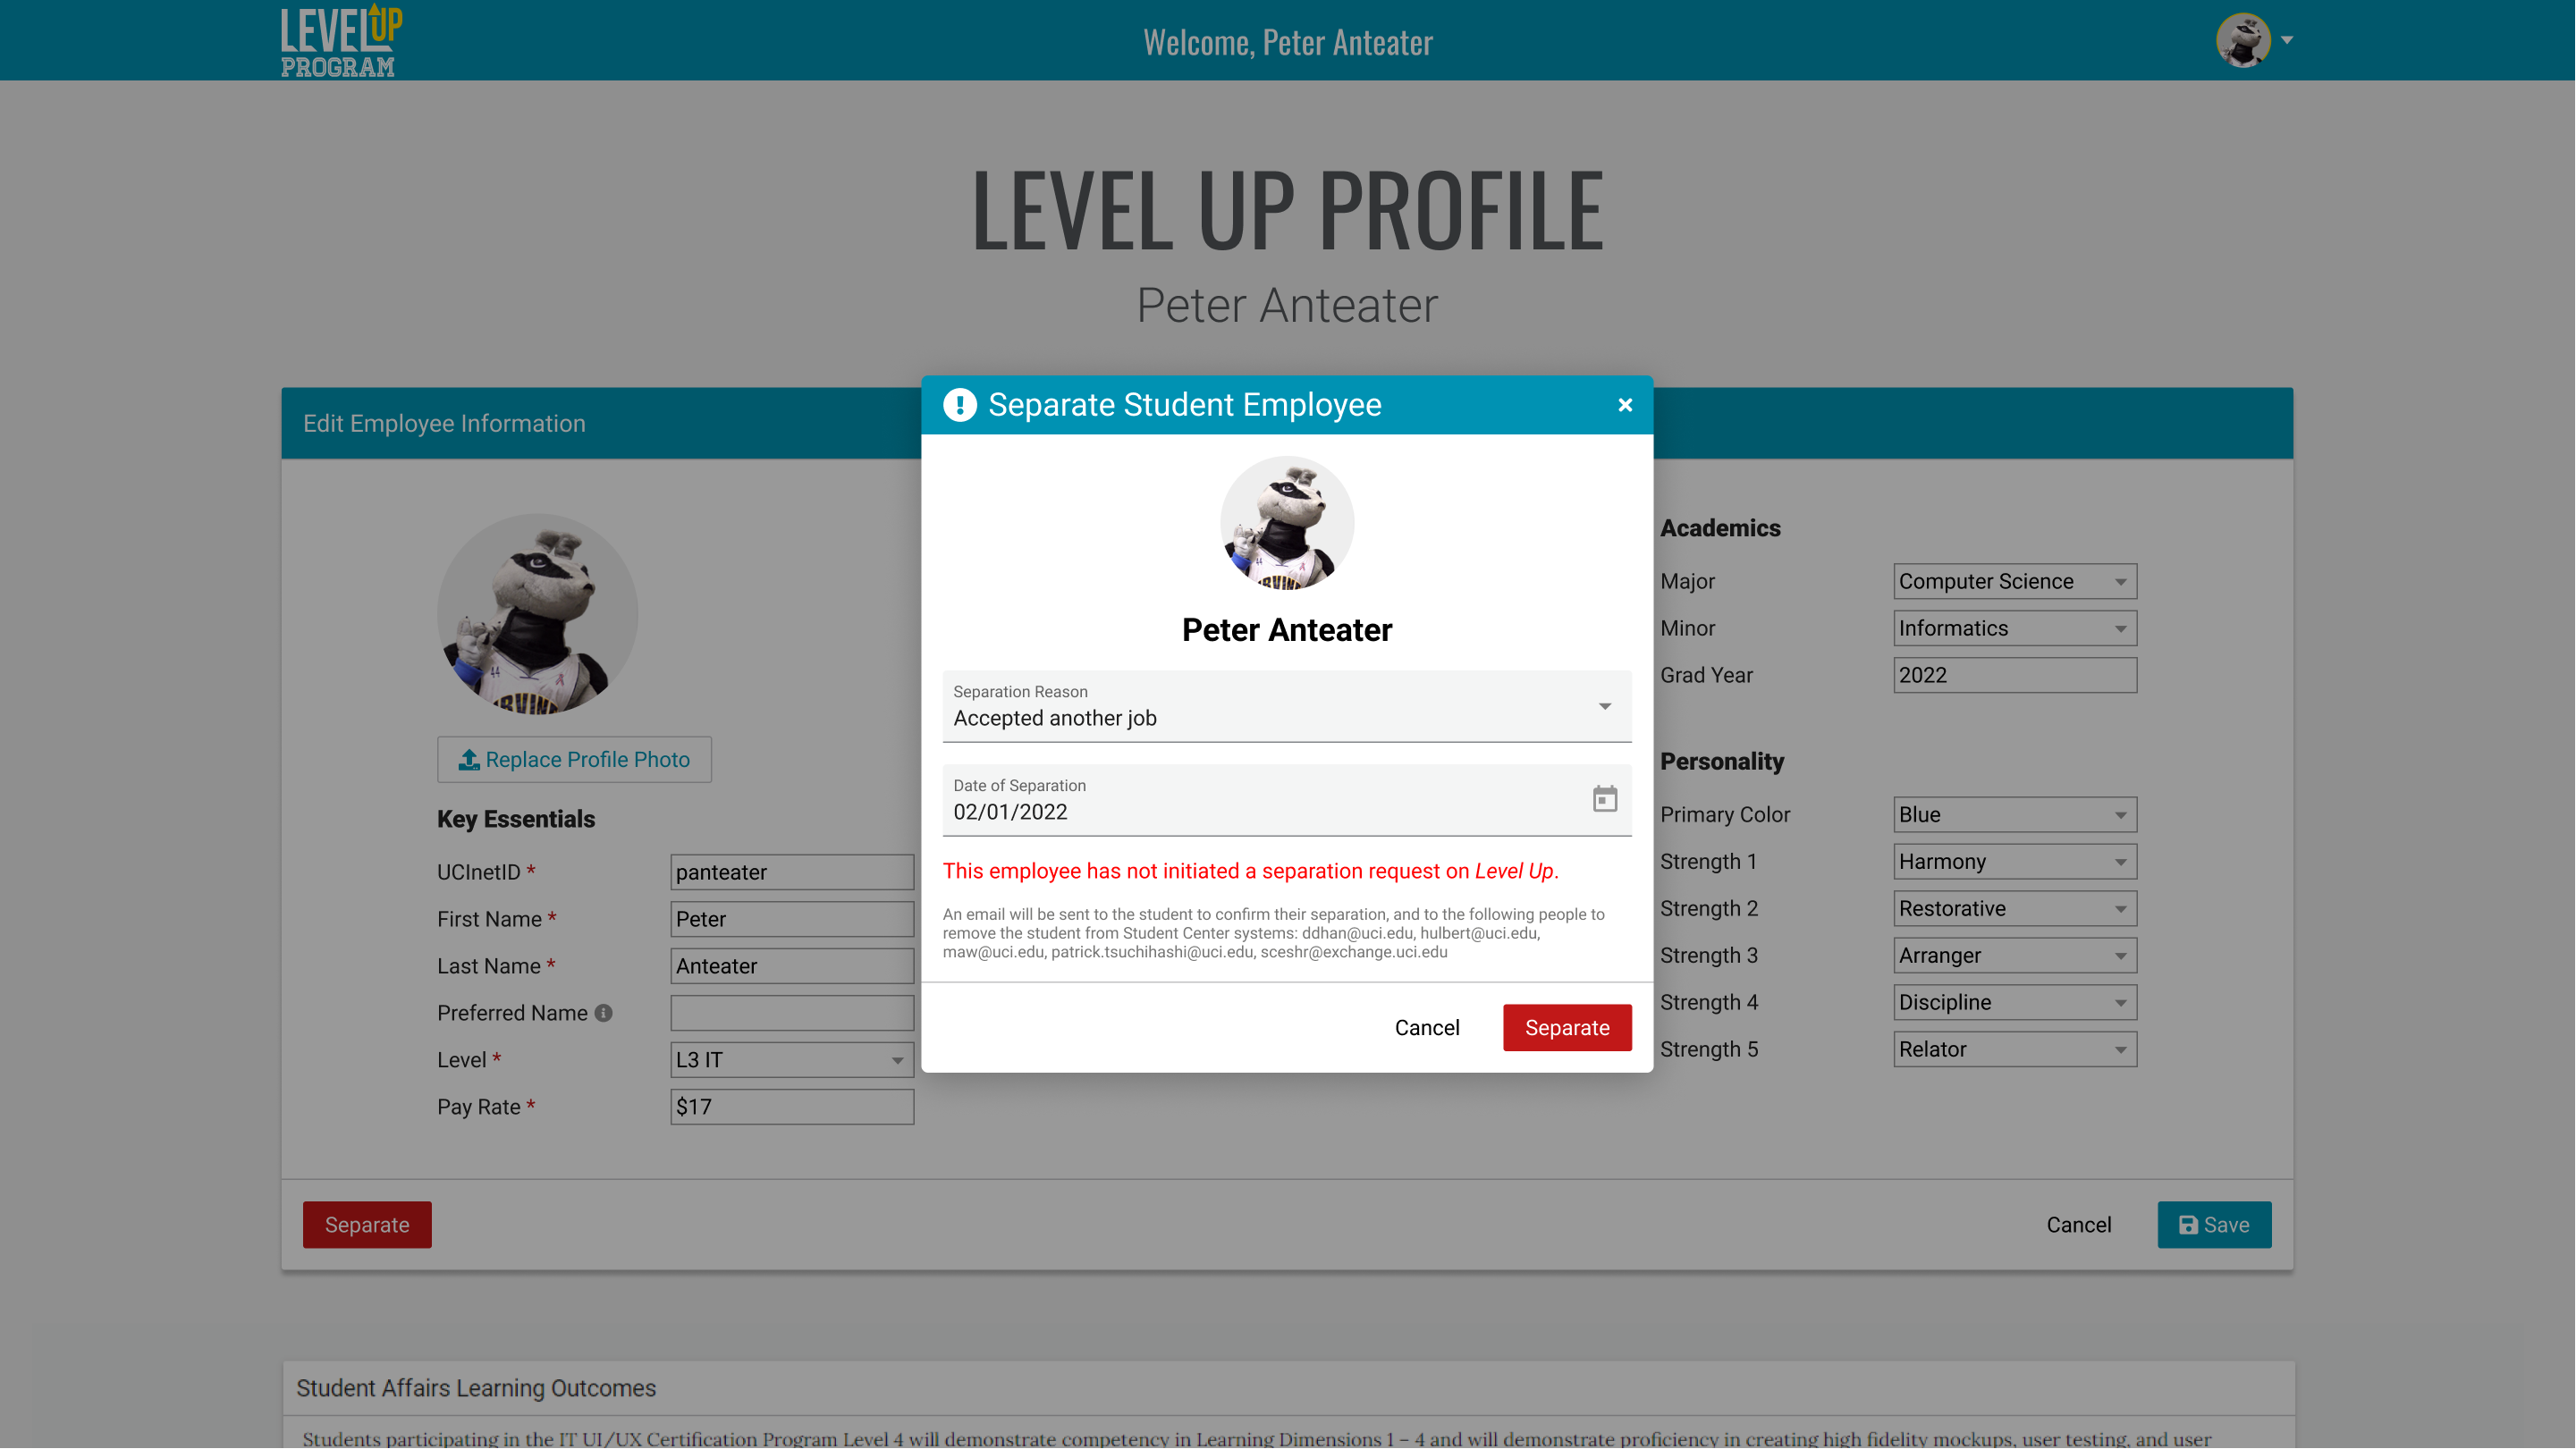 LEVEL UP
PROGRAM
Welcome, Peter Anteater
LEVEL UP PROFILE
Peter Anteater
Edit Employee Information
Replace Profile Photo
Key Essentials
UCInetID * panteater
First Name * Peter
Last Name * Anteater
Preferred Name
Level * L3 IT
Pay Rate * $17
Separate Student Employee
Peter Anteater
Separation Reason
Accepted another job
Date of Separation
02/01/2022
This employee has not initiated a separation request on Level Up.
An email will be sent to the student to confirm their separation, and to the following people to
remove the student from Student Center systems: ddhan@uci.edu, hulbert@uci.edu,
maw@uci.edu, patrick.tsuchihashi@uci.edu, sceshr@exchange.uci.edu
Cancel Separate
Academics
Major Computer Science
Minor Informatics
Grad Year 2022
Personality
Primary Color Blue
Strength 1 Harmony
Strength 2 Restorative
Strength 3 Arranger
Strength 4 Discipline
Strength 5 Relator
Separate
Cancel Save
Student Affairs Learning Outcomes
Students participating in the IT UI/UX Certification Program Level 4 will demonstrate competency in Learning Dimensions 1 – 4 and will demonstrate proficiency in creating high fidelity mockups, user testing, and user